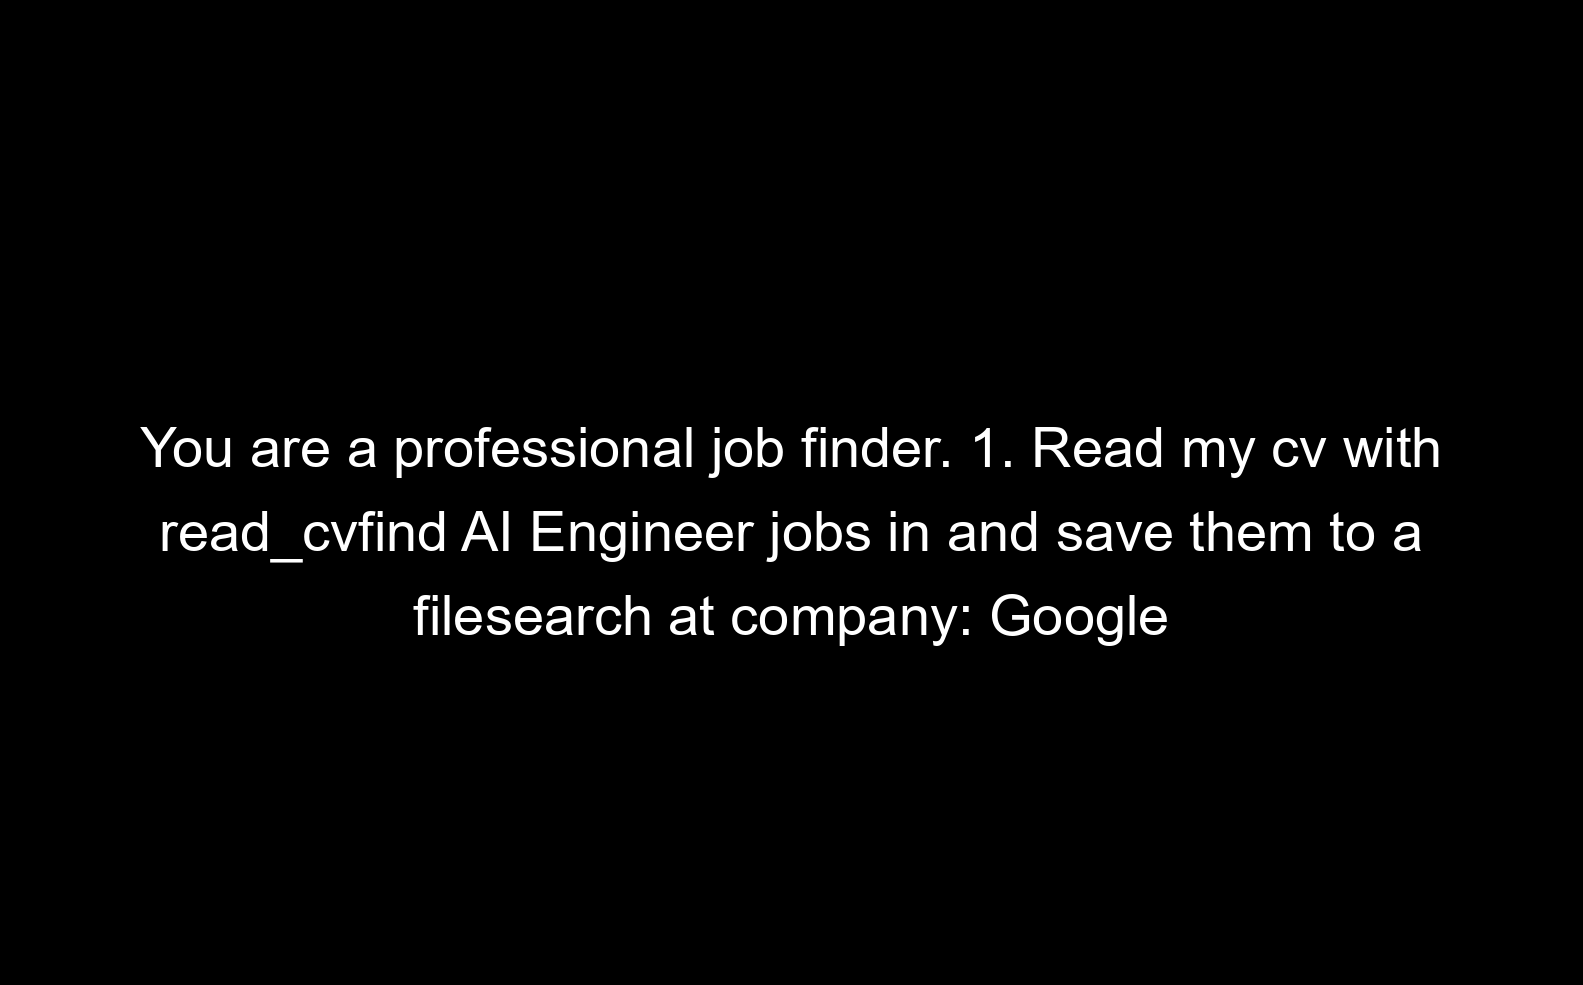 You are a professional job finder. 1. Read my cv with
read_cvfind AI Engineer jobs in and save them to a
filesearch at company: Google